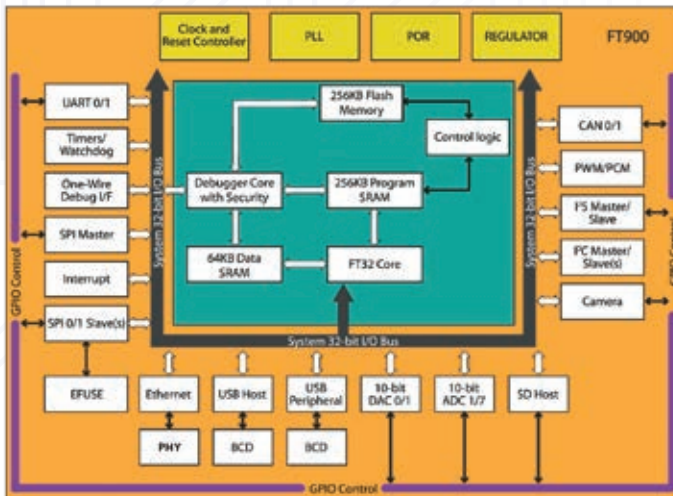 Clock and
Reset Controller
PLL
POR
REGULATOR
FT900
UART 0/1
Timers/
Watchdog
One-Wire
Debug I/F
SPI Master
Interrupt
SPI 0/1 Slave(s)
EFUSE
GPIO Control
System 32-bit I/O Bus
256KB Flash
Memory
Control logic
Debugger Core
with Security
256KB Program
SRAM
64KB Data
SRAM
FT32 Core
System 32-bit I/O Bus
System 32-bit I/O Bus
CAN 0/1
PWM/PCM
I²S Master/
Slave
I²C Master/
Slave(s)
Camera
GPIO Control
Ethernet
USB Host
USB
Peripheral
10-bit
DAC 0/1
10-bit
ADC 1/7
SD Host
PHY
BCD
BCD
GPIO Control